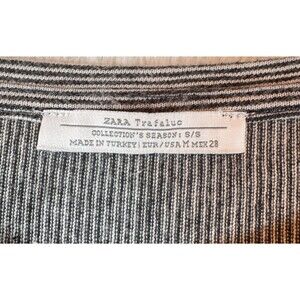 ZARA Trafaluc
COLLECTION'S SEASON: S/S
MADE IN TURKEY|EUR/USA M MEX 28